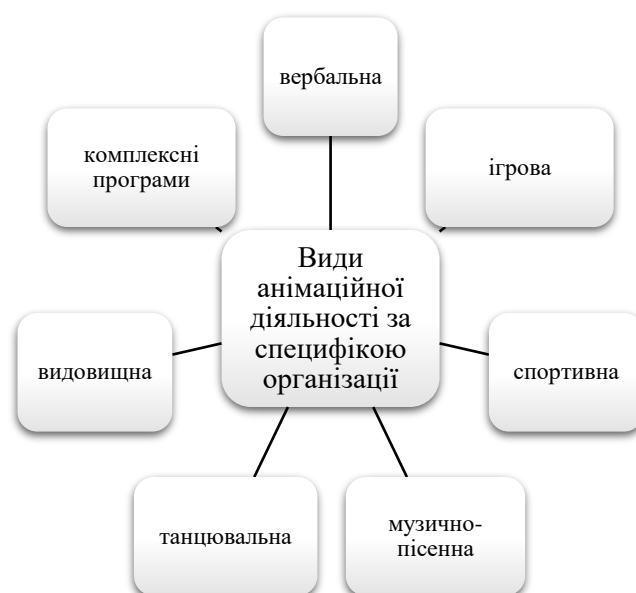 вербальна
комплексні
програми
ігрова
Види
анімаційної
діяльності за
специфікою
організації
видовищна
спортивна
танцювальна
музично-
пісенна